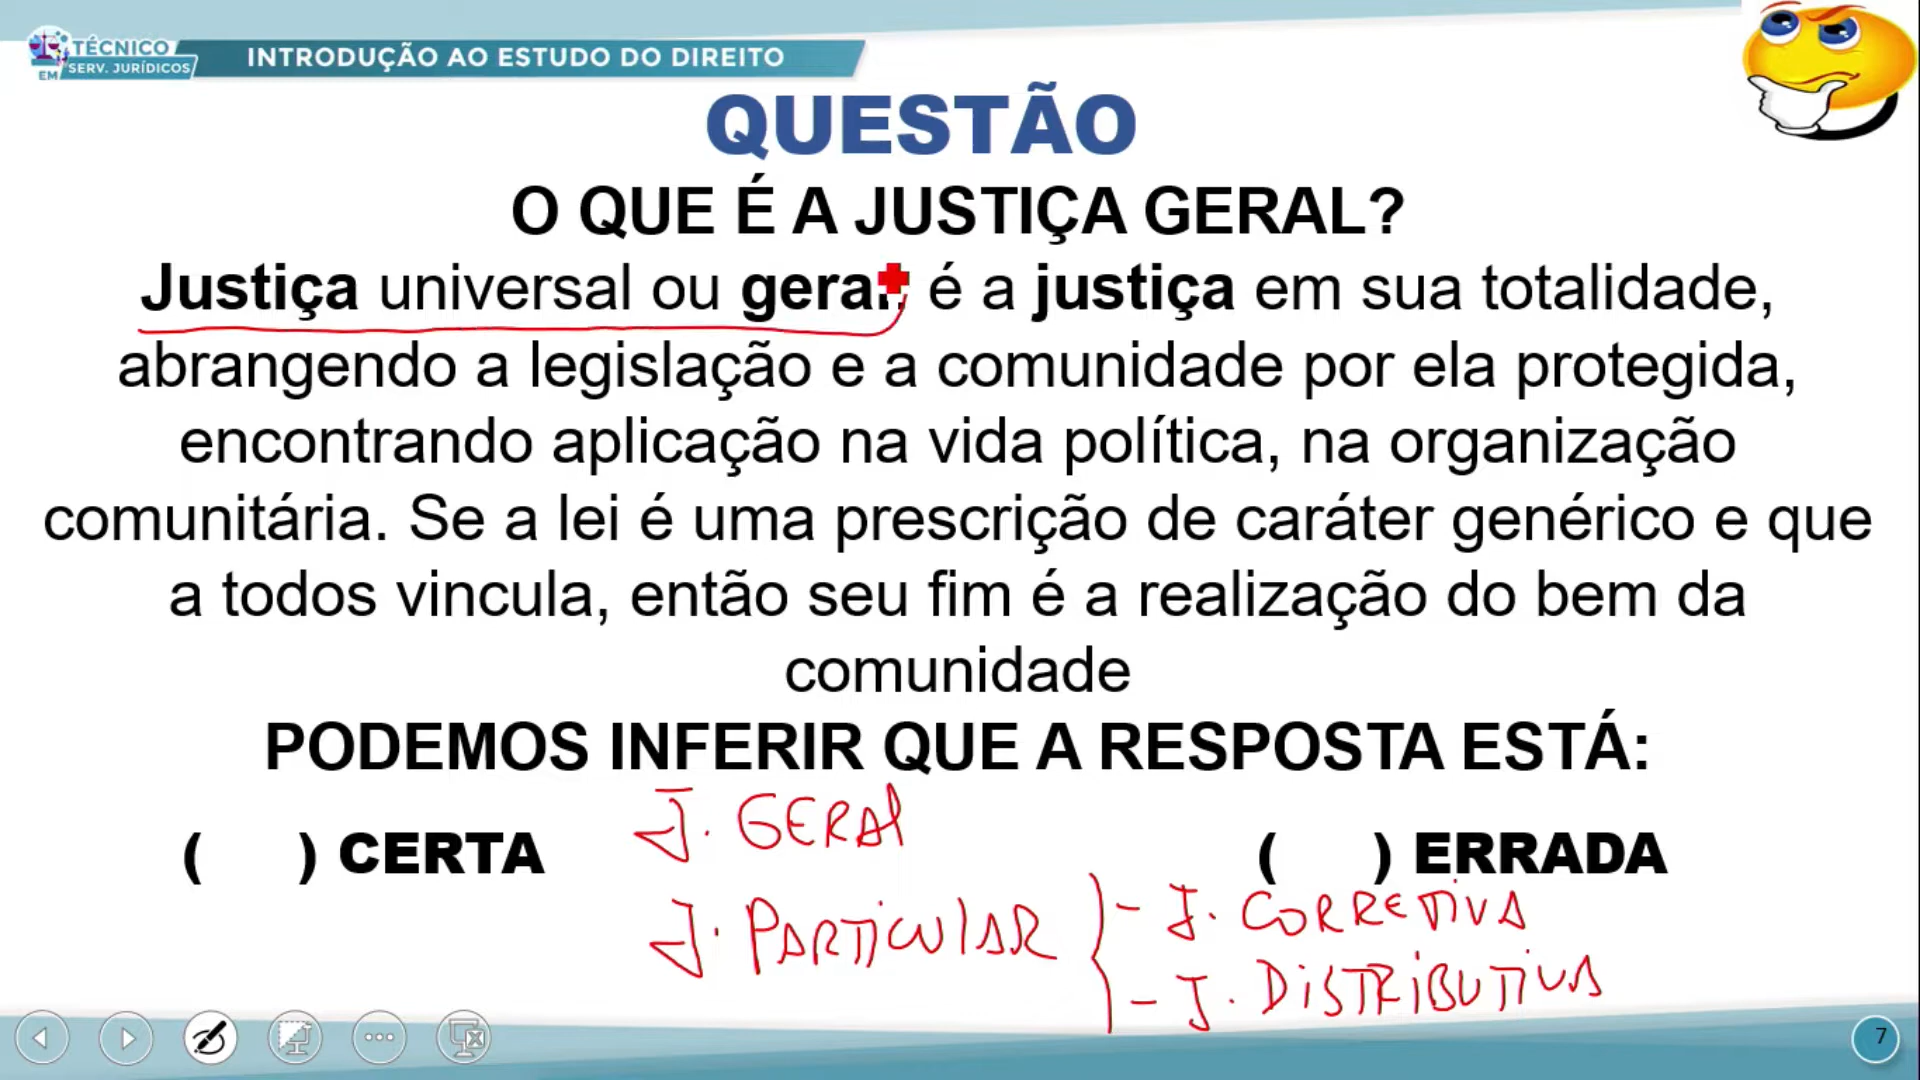 TÉCNICO
EM SERV. JURÍDICOS
INTRODUÇÃO AO ESTUDO DO DIREITO
QUESTÃO
O QUE É A JUSTIÇA GERAL?
Justiça universal ou geral, é a justiça em sua totalidade,
abrangendo a legislação e a comunidade por ela protegida,
encontrando aplicação na vida política, na organização
comunitária. Se a lei é uma prescrição de caráter genérico e que
a todos vincula, então seu fim é a realização do bem da
comunidade
PODEMOS INFERIR QUE A RESPOSTA ESTÁ:
( ) CERTA
J. GERAL
( ) ERRADA
J. PARTICULAR
- J. CORRETIVA
- J. DISTRIBUTIVA
7